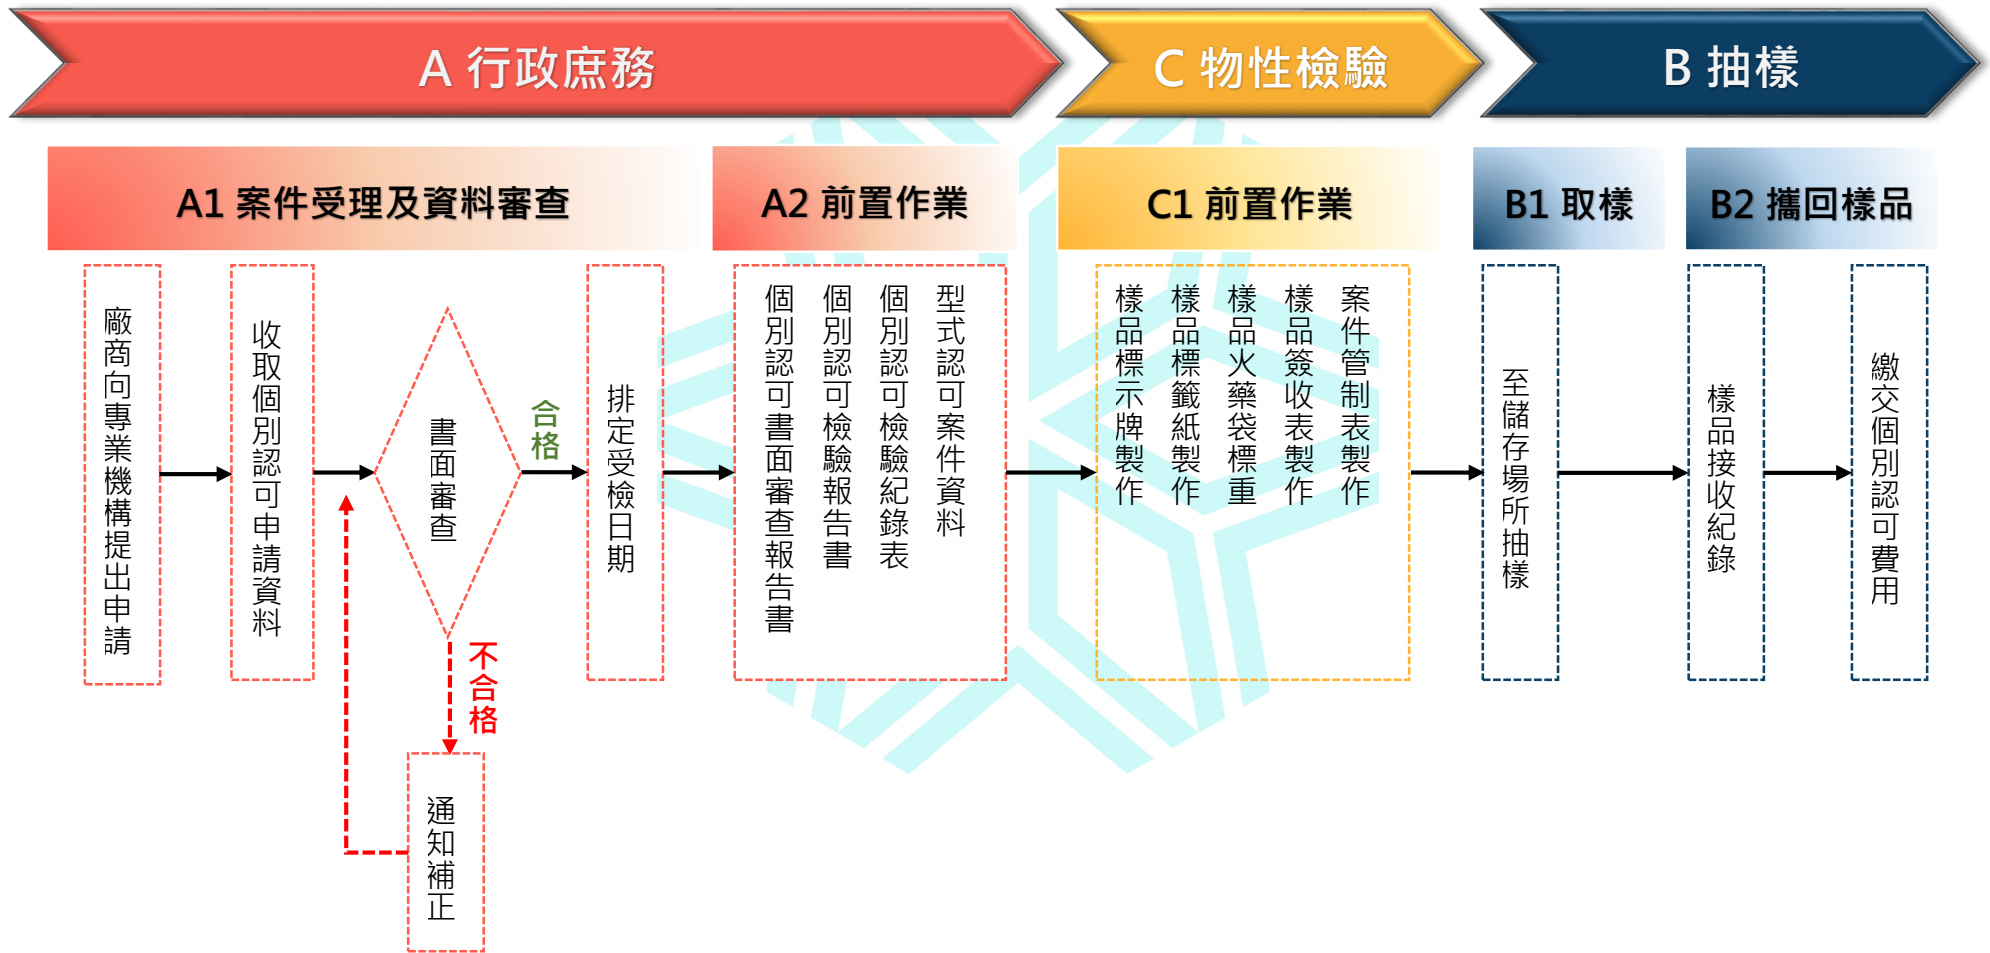 A 行政庶務
C 物性檢驗
B 抽樣
A1 案件受理及資料審查
A2 前置作業
C1 前置作業
B1 取樣
B2 攜回樣品
廠商向專業機構提出申請
收取個別認可申請資料
書面審查
合格
不合格
通知補正
排定受檢日期
型式認可案件資料
個別認可檢驗紀錄表
個別認可檢驗報告書
個別認可書面審查報告書
案件管制表製作
樣品簽收表製作
樣品火藥袋標重
樣品標籤紙製作
樣品標示牌製作
至儲存場所抽樣
樣品接收紀錄
繳交個別認可費用